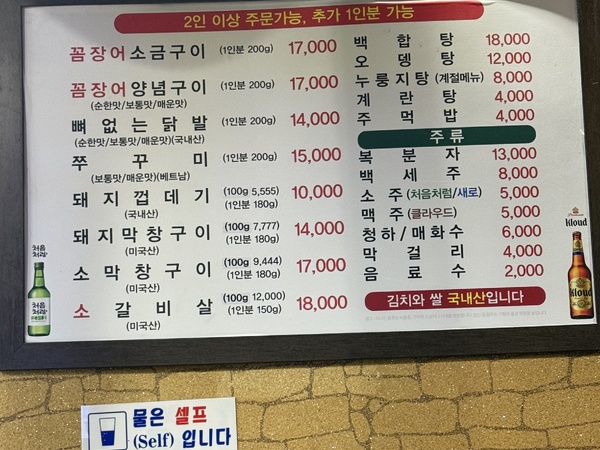 2인 이상 주문가능, 추가 1인분 가능
꼼장어소금구이 (1인분 200g) 17,000
꼼장어양념구이 (1인분 200g) 17,000
(순한맛/보통맛/매운맛)
뼈없는닭발 (1인분 200g) 14,000
(순한맛/보통맛/매운맛)(국내산)
쭈꾸미 (1인분 200g) 15,000
(보통맛/매운맛)(베트남)
돼지껍데기 (100g 5,555) (1인분 180g) 10,000
(국내산)
돼지막창구이 (100g 7,777) (1인분 180g) 14,000
(미국산)
소막창구이 (100g 9,444) (1인분 180g) 17,000
(미국산)
소갈비살 (100g 12,000) (1인분 150g) 18,000
(미국산)
백합탕 18,000
오뎅탕 12,000
누룽지탕 (계절메뉴) 8,000
계란탕 4,000
주먹밥 4,000
주류
복분자 13,000
백세주 8,000
소주 (처음처럼/새로) 5,000
맥주 (클라우드) 5,000
청하/매화수 6,000
막걸리 4,000
음료수 2,000
김치와 쌀 국내산입니다
처음처럼
처음처럼
Kloud
Kloud
물은 셀프
(Self) 입니다